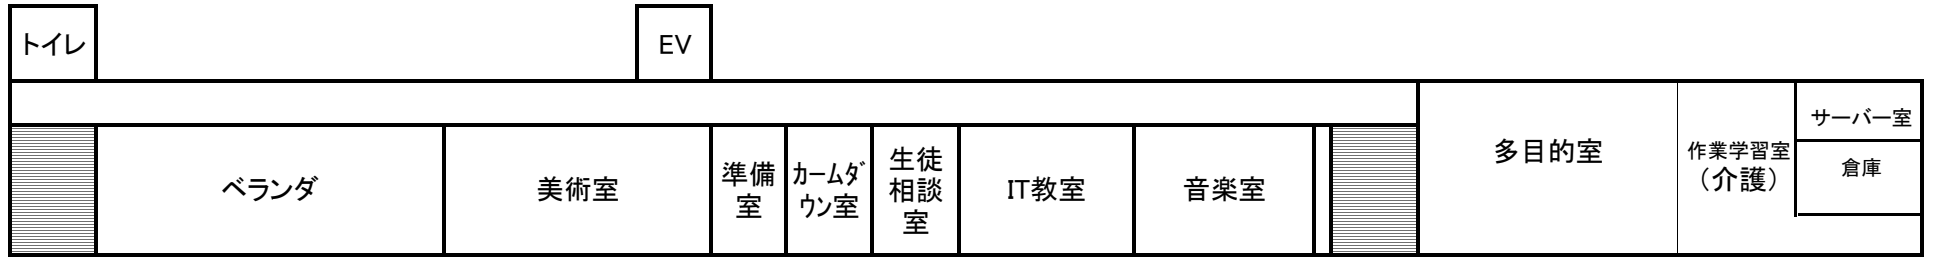 トイレ
EV
ベランダ
美術室
準備
室
ｶｰﾑﾀﾞ
ｳﾝ室
生徒
相談
室
IT教室
音楽室
多目的室
作業学習室
（介護）
サーバー室
倉庫